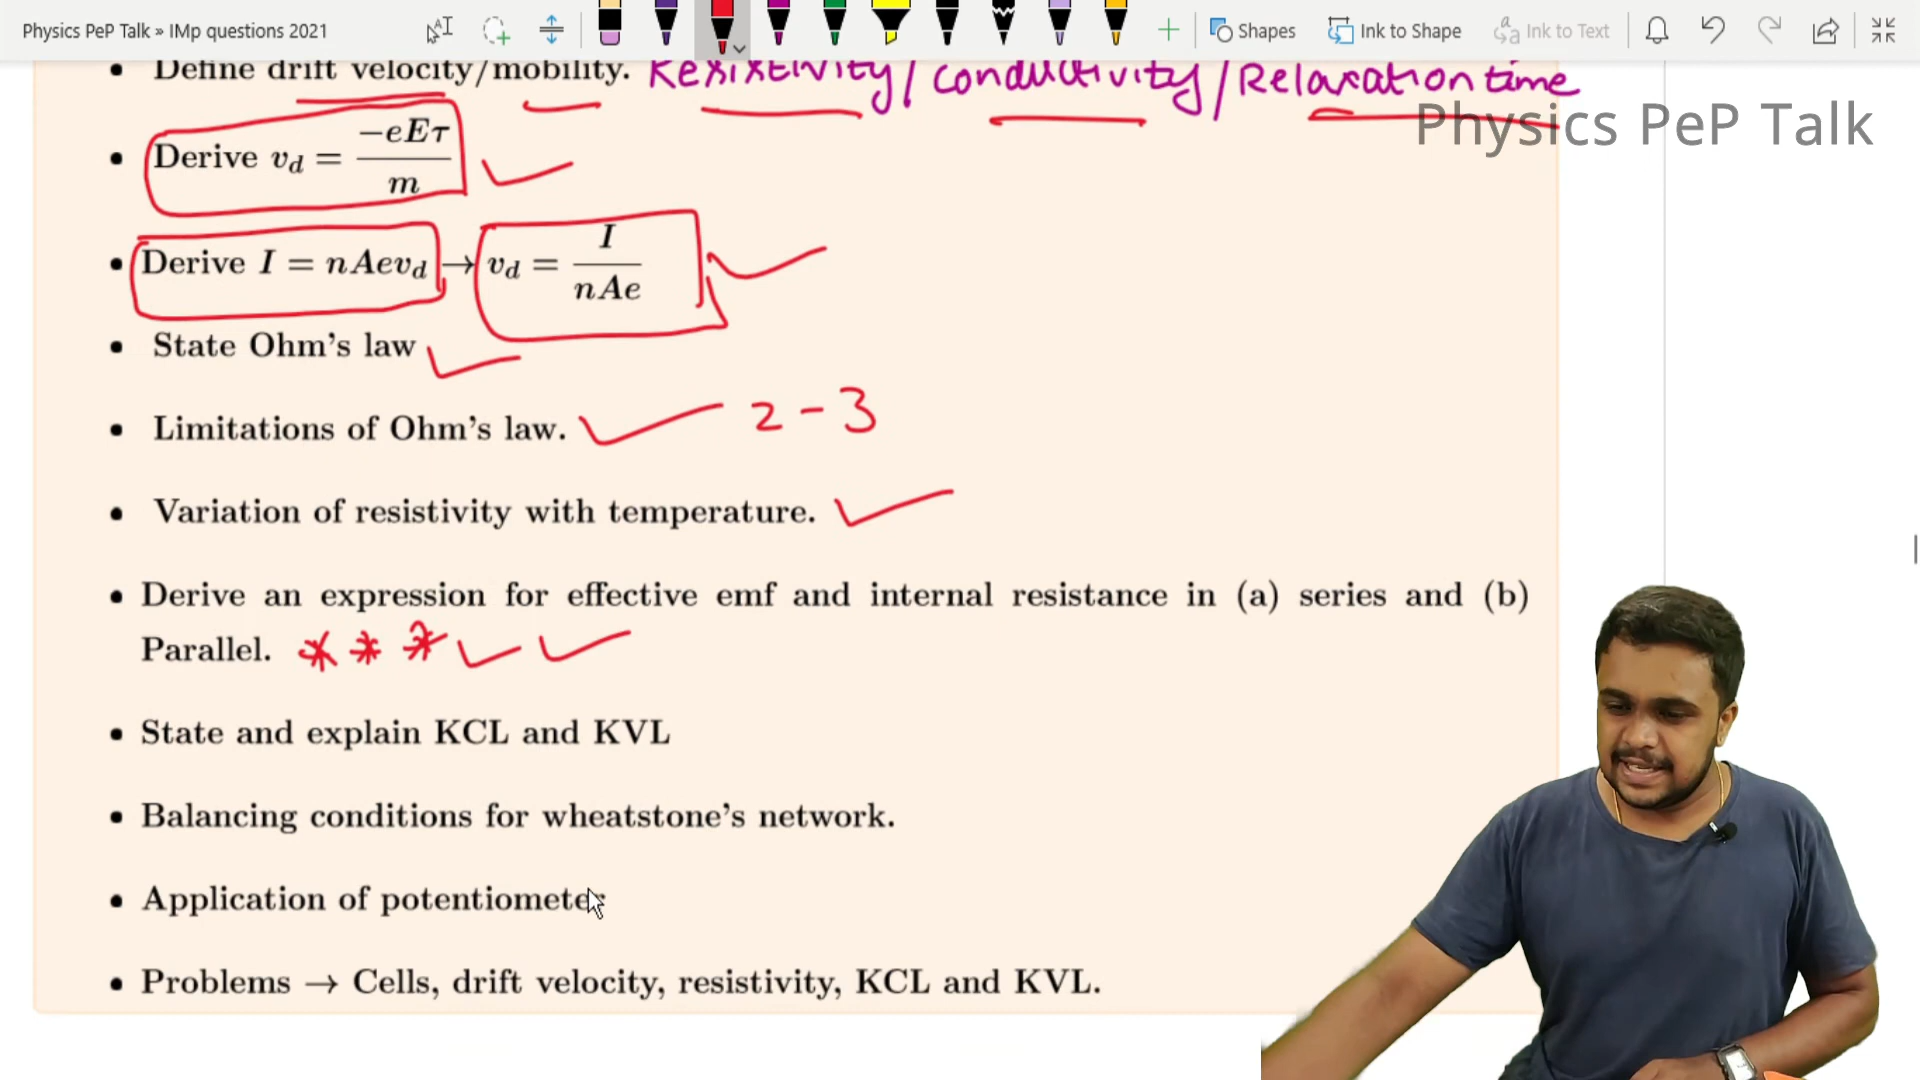 Physics PeP Talk » IMp questions 2021
Shapes
Ink to Shape
Ink to Text
• Define drift velocity/mobility. Resistivity / Conductivity / Relaxation time
Physics PeP Talk
• Derive v_d = −eEτ / m
• Derive I = nAev_d → v_d = I / nAe
• State Ohm's law
• Limitations of Ohm's law. 2 - 3
• Variation of resistivity with temperature.
• Derive an expression for effective emf and internal resistance in (a) series and (b)
Parallel. * * *
• State and explain KCL and KVL
• Balancing conditions for wheatstone's network.
• Application of potentiometer
• Problems → Cells, drift velocity, resistivity, KCL and KVL.